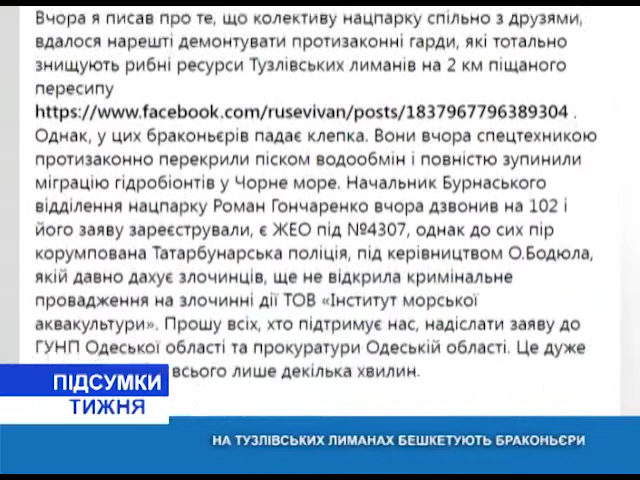 Вчора я писав про те, що колективу нацпарку спільно з друзями,
вдалося нарешті демонтувати протизаконні гарди, які тотально
знищують рибні ресурси Тузлівських лиманів на 2 км піщаного
пересипу
https://www.facebook.com/rusevivan/posts/1837967796389304 .
Однак, у цих браконьєрів падає клепка. Вони вчора спецтехникою
протизаконно перекрили піском водообмін і повністю зупинили
міграцію гідробіонтів у Чорне море. Начальник Бурнаського
відділення нацпарку Роман Гончаренко вчора дзвонив на 102 і
його заяву зареєстрували, є ЖЕО під №4307, однак до сих пір
корумпована Татарбунарська поліція, під керівництвом О.Бодюла,
якій давно дахує злочинців, ще не відкрила кримінальне
провадження на злочинні дії ТОВ «Інститут морської
аквакультури». Прошу всіх, хто підтримує нас, надіслати заяву до
ГУНП Одеської області та прокуратури Одеській області. Це дуже
всього лише декілька хвилин.
ПІДСУМКИ
ТИЖНЯ
НА ТУЗЛІВСЬКИХ ЛИМАНАХ БЕШКЕТУЮТЬ БРАКОНЬЄРИ